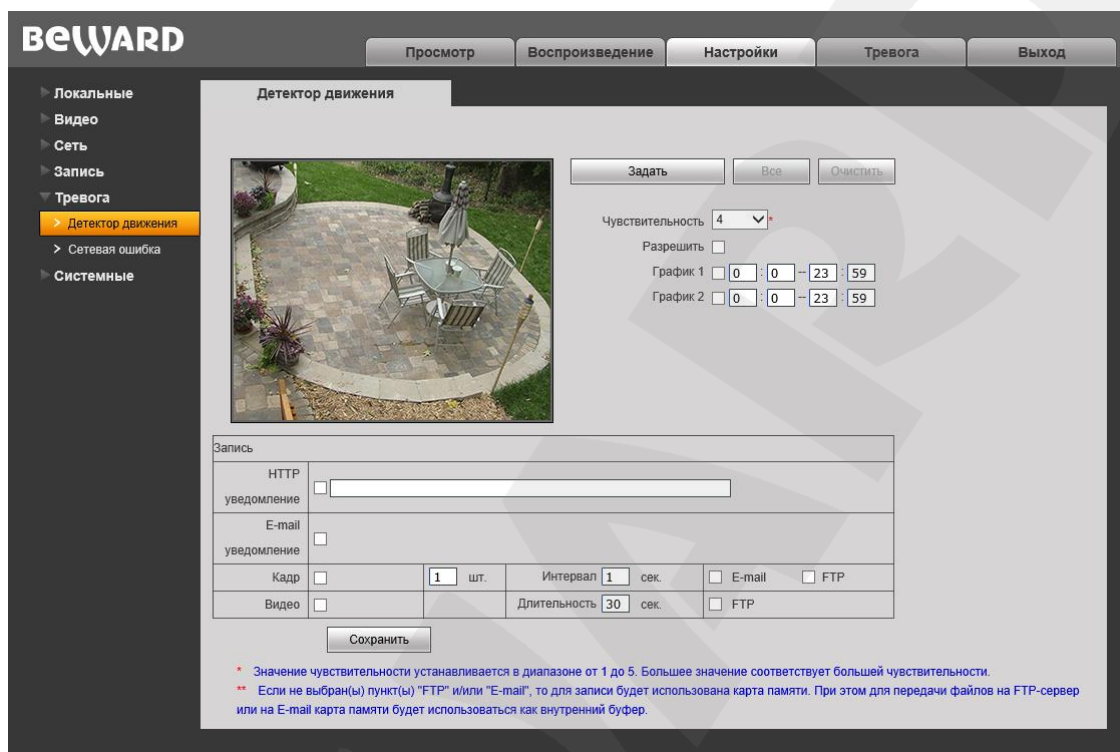 BEWARD
Просмотр
Воспроизведение
Настройки
Тревога
Выход
Локальные
Видео
Сеть
Запись
Тревога
> Детектор движения
> Сетевая ошибка
Системные
Детектор движения
Задать Все Очистить
Чувствительность 4 *
Разрешить
График 1 0 : 0 -- 23 : 59
График 2 0 : 0 -- 23 : 59
Запись
HTTP
уведомление
E-mail
уведомление
Кадр 1 шт. Интервал 1 сек. E-mail FTP
Видео Длительность 30 сек. FTP
Сохранить
* Значение чувствительности устанавливается в диапазоне от 1 до 5. Большее значение соответствует большей чувствительности.
** Если не выбран(ы) пункт(ы) "FTP" и/или "E-mail", то для записи будет использована карта памяти. При этом для передачи файлов на FTP-сервер
или на E-mail карта памяти будет использоваться как внутренний буфер.